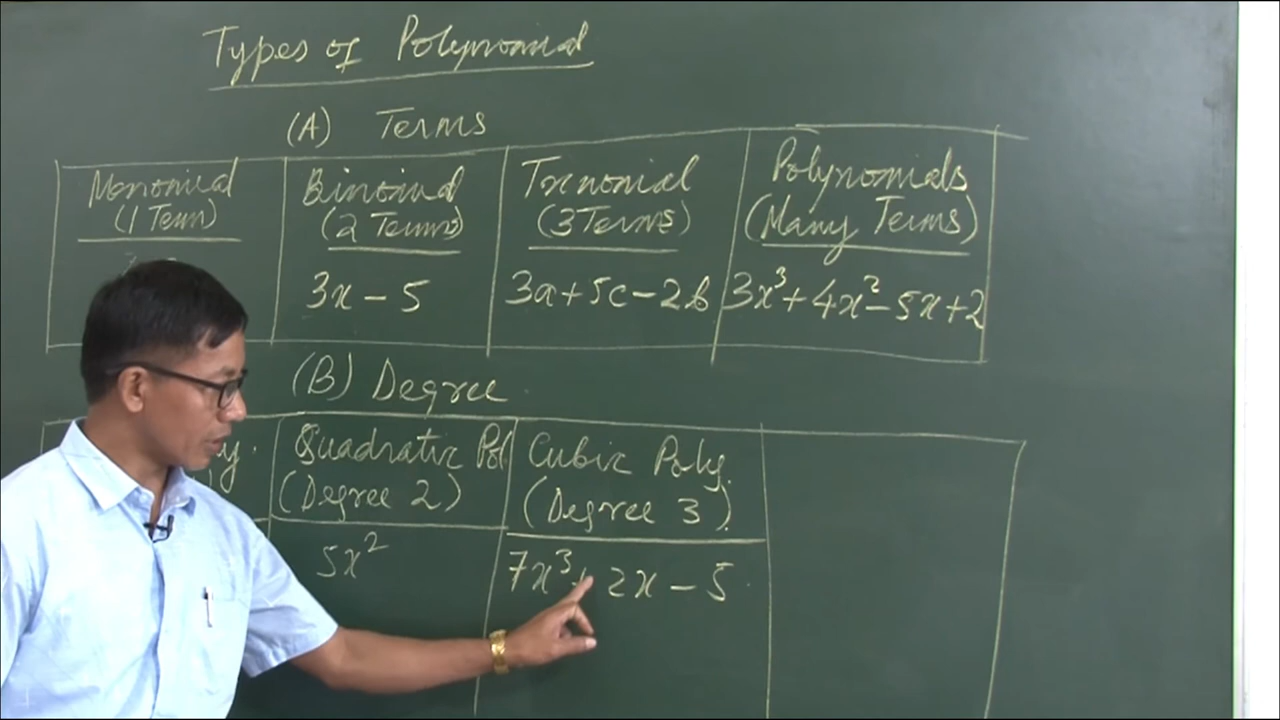 Types of Polynomial
(A) Terms
Monomial
(1 Term)
Binomial
(2 Terms)
3x - 5
Trinomial
(3 Terms)
3a + 5c - 2b
Polynomials
(Many Terms)
3x³ + 4x² - 5x + 2
(B) Degree
Quadratic Pol
(Degree 2)
5x²
Cubic Poly.
(Degree 3)
7x³ + 2x - 5